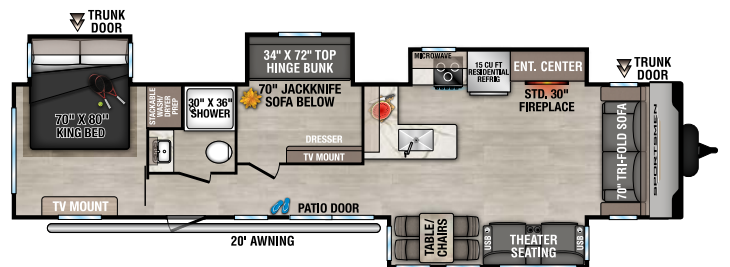 TRUNK
DOOR
34" X 72" TOP
HINGE BUNK
MICROWAVE
15 CU FT
RESIDENTIAL
REFRIG
ENT. CENTER
TRUNK
DOOR
STACKABLE
WASH/
DRYER
PREP
30" X 36"
SHOWER
70" JACKKNIFE
SOFA BELOW
STD, 30"
FIREPLACE
70" X 80"
KING BED
DRESSER
TV MOUNT
70" TRI-FOLD SOFA
SPORTSMEN
TV MOUNT
PATIO DOOR
20' AWNING
TABLE/
CHAIRS
USB
THEATER
SEATING
USB